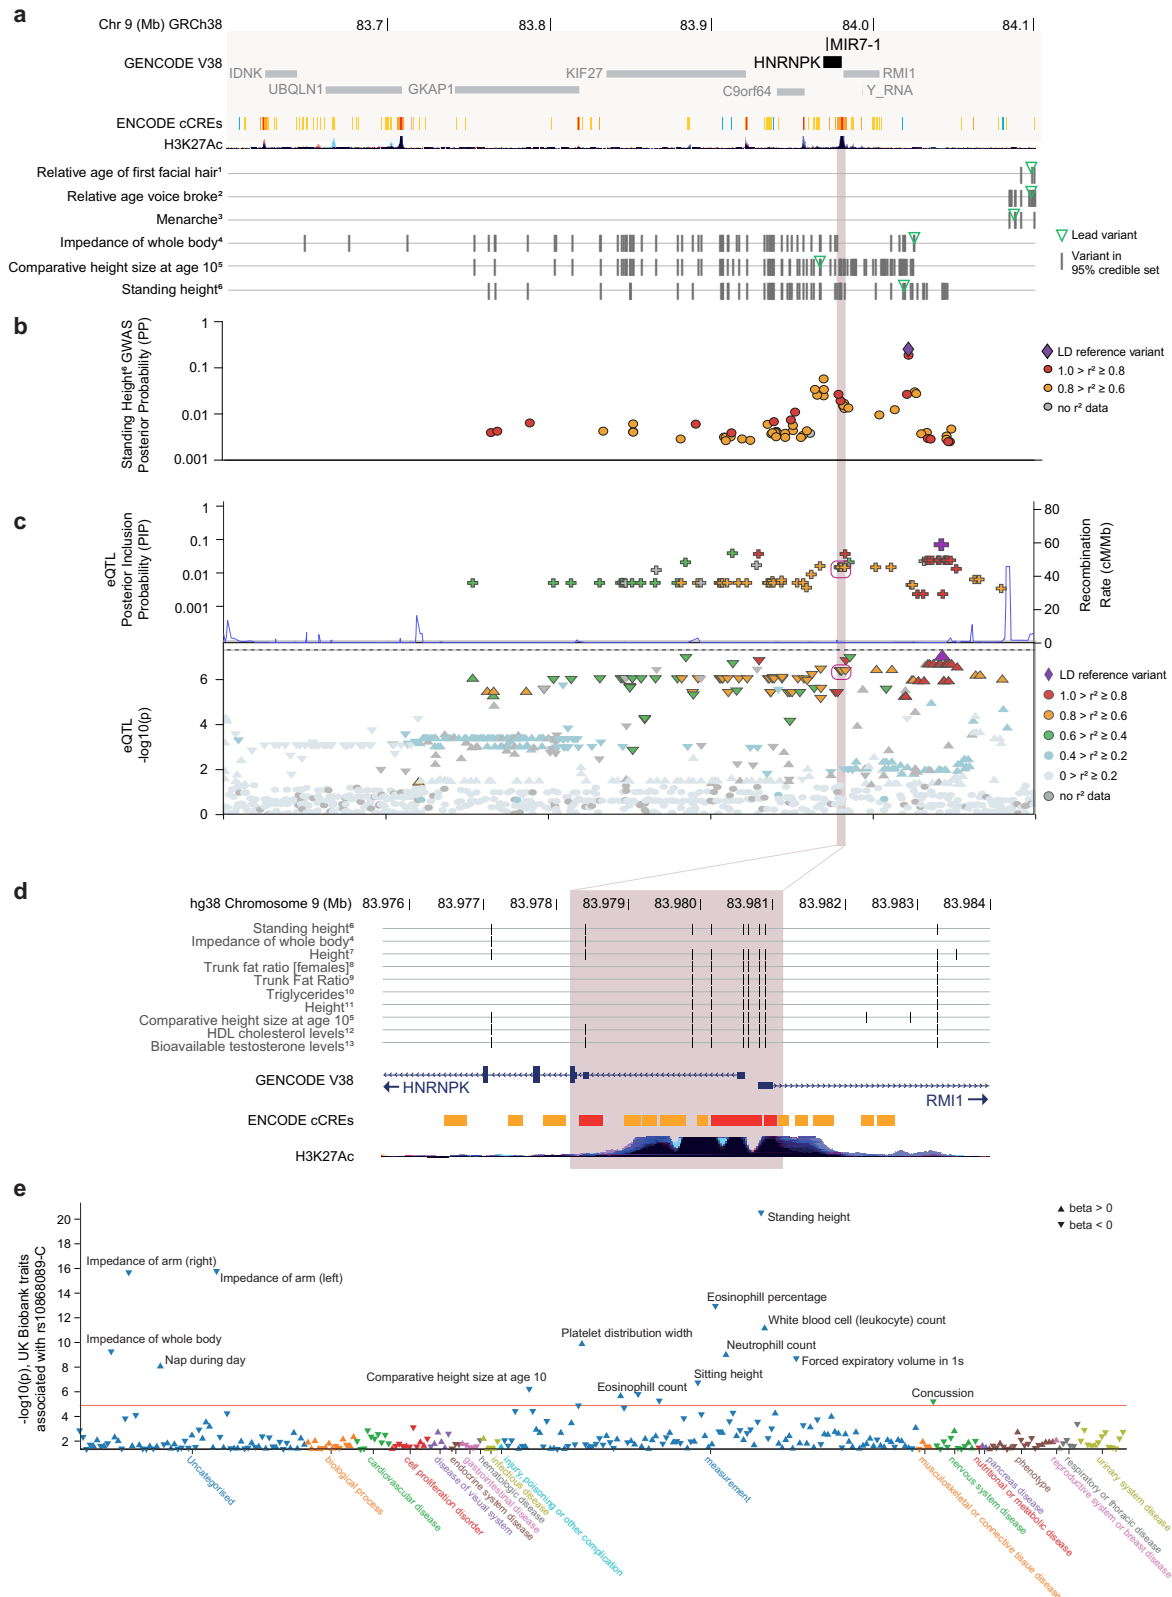 a
Chr 9 (Mb) GRCh38
83.7
83.8
83.9
84.0
84.1
GENCODE V38
MIR7-1
HNRNPK
IDNK
KIF27
RMI1
UBQLN1
GKAP1
C9orf64
Y_RNA
ENCODE cCREs
H3K27Ac
Relative age of first facial hair¹
Relative age voice broke²
Menarche³
Impedance of whole body⁴
Comparative height size at age 10⁵
Standing height⁶
Lead variant
Variant in
95% credible set
b
Standing Height⁶ GWAS
Posterior Probability (PP)
1
0.1
0.01
0.001
LD reference variant
1.0 > r² ≥ 0.8
0.8 > r² ≥ 0.6
no r² data
c
eQTL
Posterior Inclusion
Probability (PIP)
1
0.1
0.01
0.001
80
60
40
20
0
Recombination
Rate (cM/Mb)
eQTL
-log10(p)
6
4
2
0
LD reference variant
1.0 > r² ≥ 0.8
0.8 > r² ≥ 0.6
0.6 > r² ≥ 0.4
0.4 > r² ≥ 0.2
0 > r² ≥ 0.2
no r² data
d
hg38 Chromosome 9 (Mb)
83.976
83.977
83.978
83.979
83.980
83.981
83.982
83.983
83.984
Standing height⁶
Impedance of whole body⁴
Height⁷
Trunk fat ratio [females]⁸
Trunk Fat Ratio⁹
Triglycerides¹⁰
Height¹¹
Comparative height size at age 10⁵
HDL cholesterol levels¹²
Bioavailable testosterone levels¹³
GENCODE V38
HNRNPK
RMI1
ENCODE cCREs
H3K27Ac
e
-log10(p), UK Biobank traits
associated with rs10868089-C
20
18
16
14
12
10
8
6
4
2
beta > 0
beta < 0
Standing height
Impedance of arm (right)
Impedance of arm (left)
Eosinophill percentage
White blood cell (leukocyte) count
Platelet distribution width
Impedance of whole body
Neutrophill count
Nap during day
Forced expiratory volume in 1s
Comparative height size at age 10
Sitting height
Eosinophill count
Concussion
Uncategorised
biological process
cardiovascular disease
cell proliferation disorder
disease of visual system
endocrine system disease
gastrointestinal disease
hematologic disease
infectious disease
injury, poisoning or other complication
measurement
musculoskeletal or connective tissue disease
nervous system disease
nutritional or metabolic disease
pancreas disease
phenotype
reproductive system or breast disease
respiratory or thoracic disease
urinary system disease